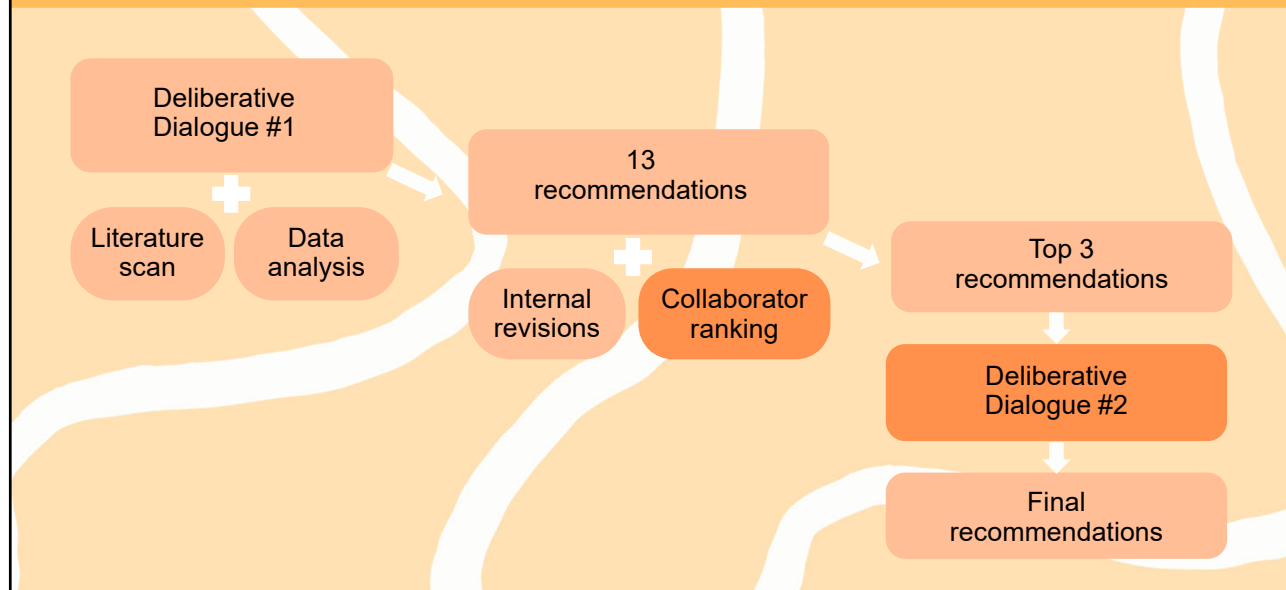 Deliberative
Dialogue #1
Literature
scan
Data
analysis
13
recommendations
Internal
revisions
Collaborator
ranking
Top 3
recommendations
Deliberative
Dialogue #2
Final
recommendations